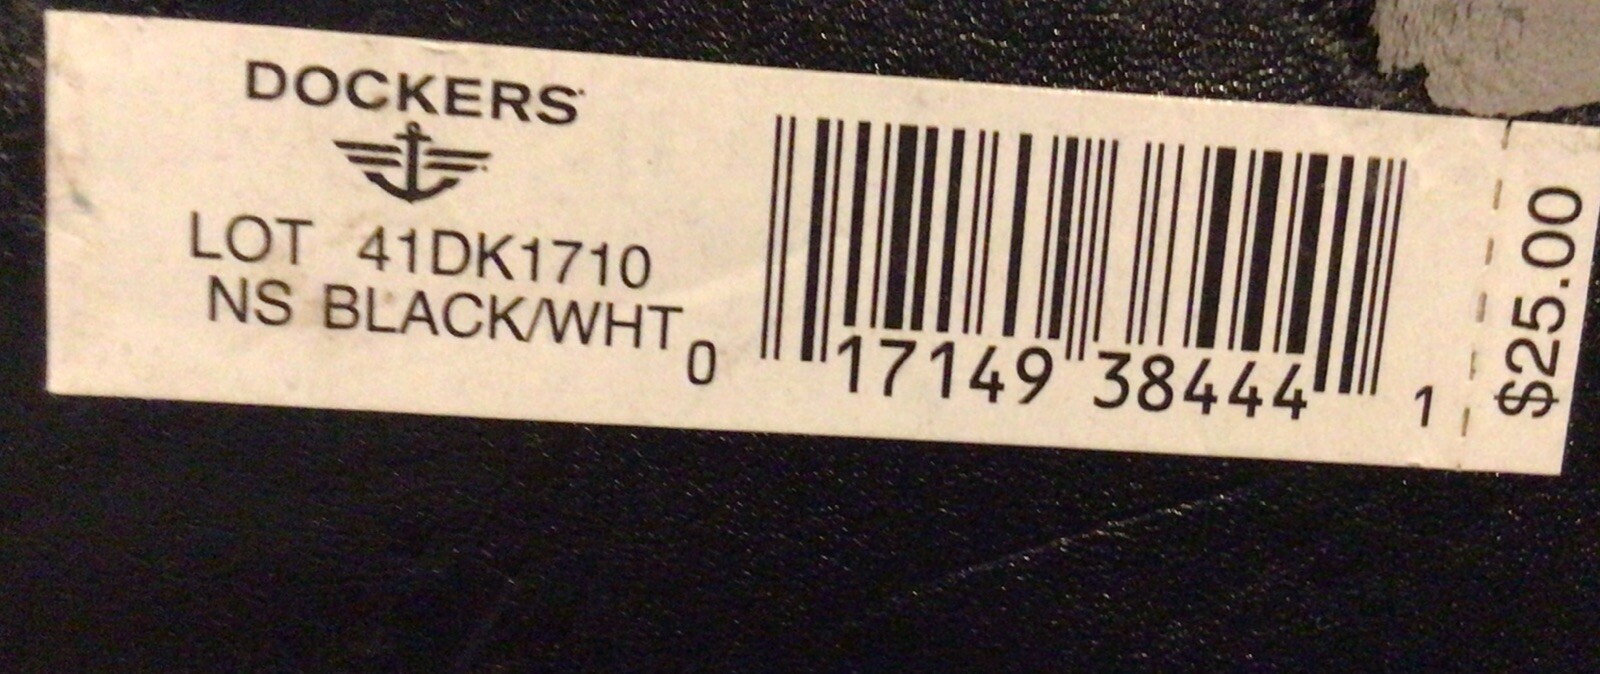 DOCKERS
LOT 41DK1710
NS BLACK/WHT
0 17149 38444 1
$25.00